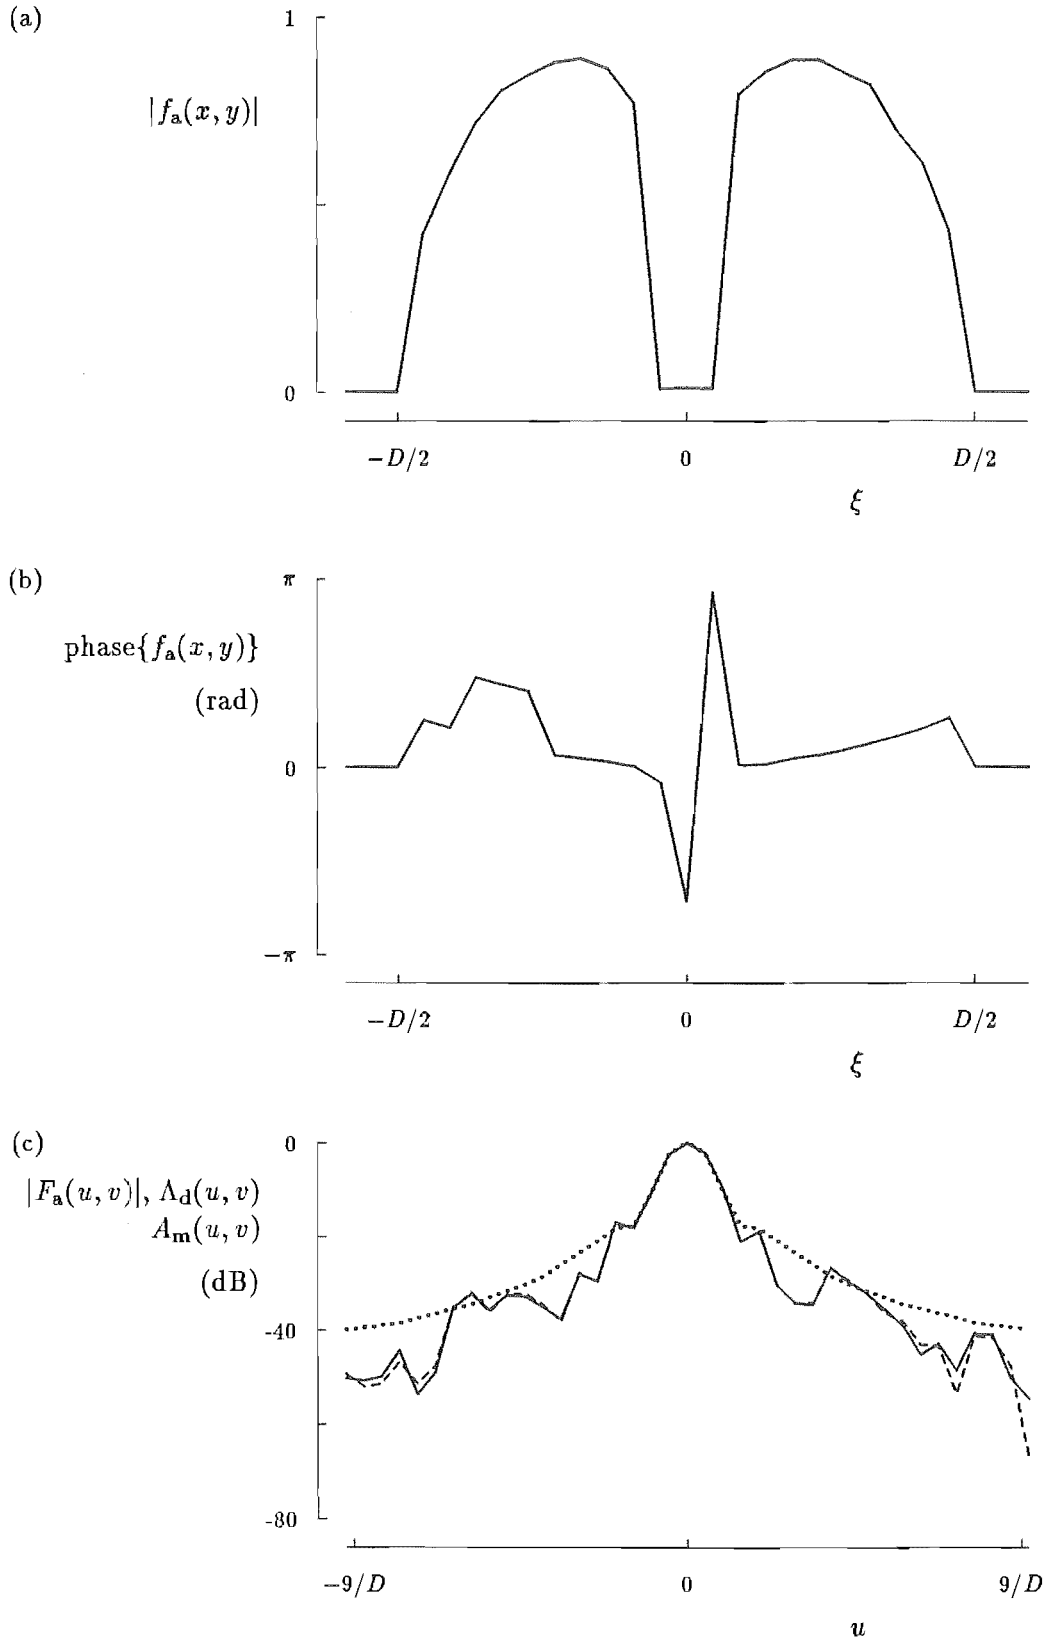 (a)
1
|f_a(x, y)|
0
−D/2 0 D/2
ξ
(b)
π
phase{f_a(x, y)}
(rad)
0
−π
−D/2 0 D/2
ξ
(c)
0
|F_a(u, v)|, Λ_d(u, v)
A_m(u, v)
(dB)
-40
-80
−9/D 0 9/D
u